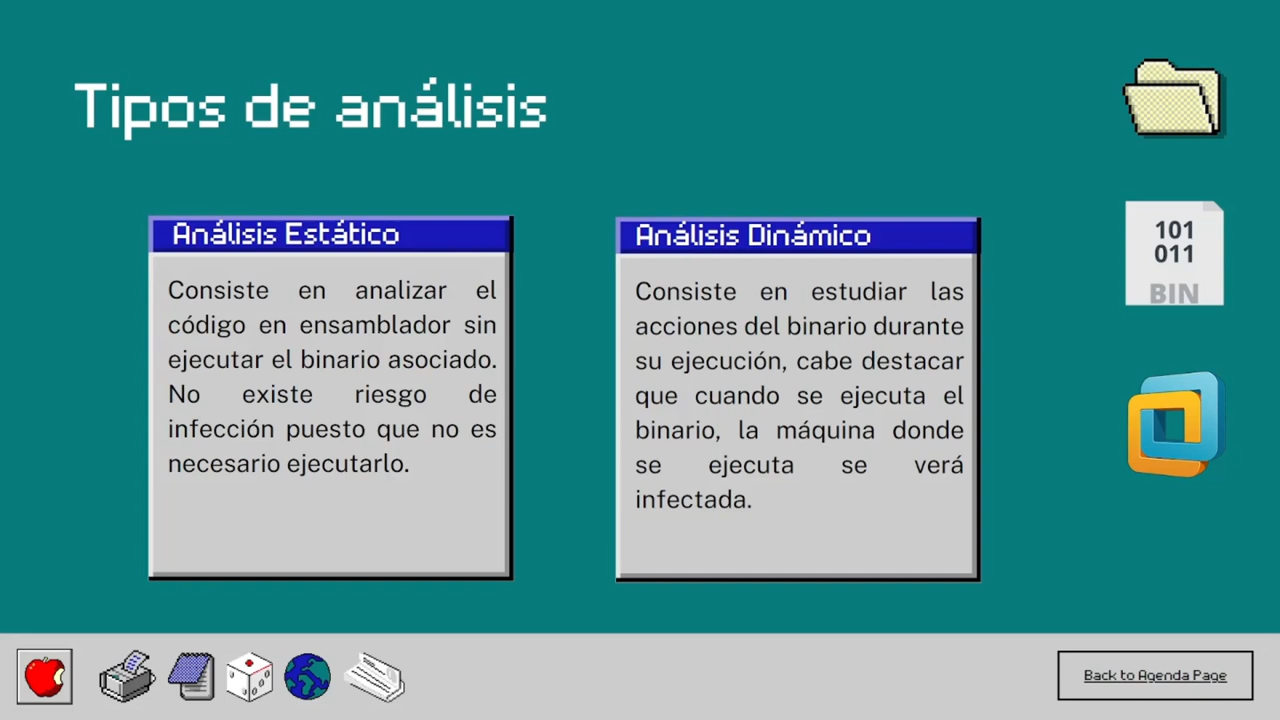 Tipos de análisis
Análisis Estático
Consiste en analizar el
código en ensamblador sin
ejecutar el binario asociado.
No existe riesgo de
infección puesto que no es
necesario ejecutarlo.
Análisis Dinámico
Consiste en estudiar las
acciones del binario durante
su ejecución, cabe destacar
que cuando se ejecuta el
binario, la máquina donde
se ejecuta se verá
infectada.
101
011
BIN
Back to Agenda Page